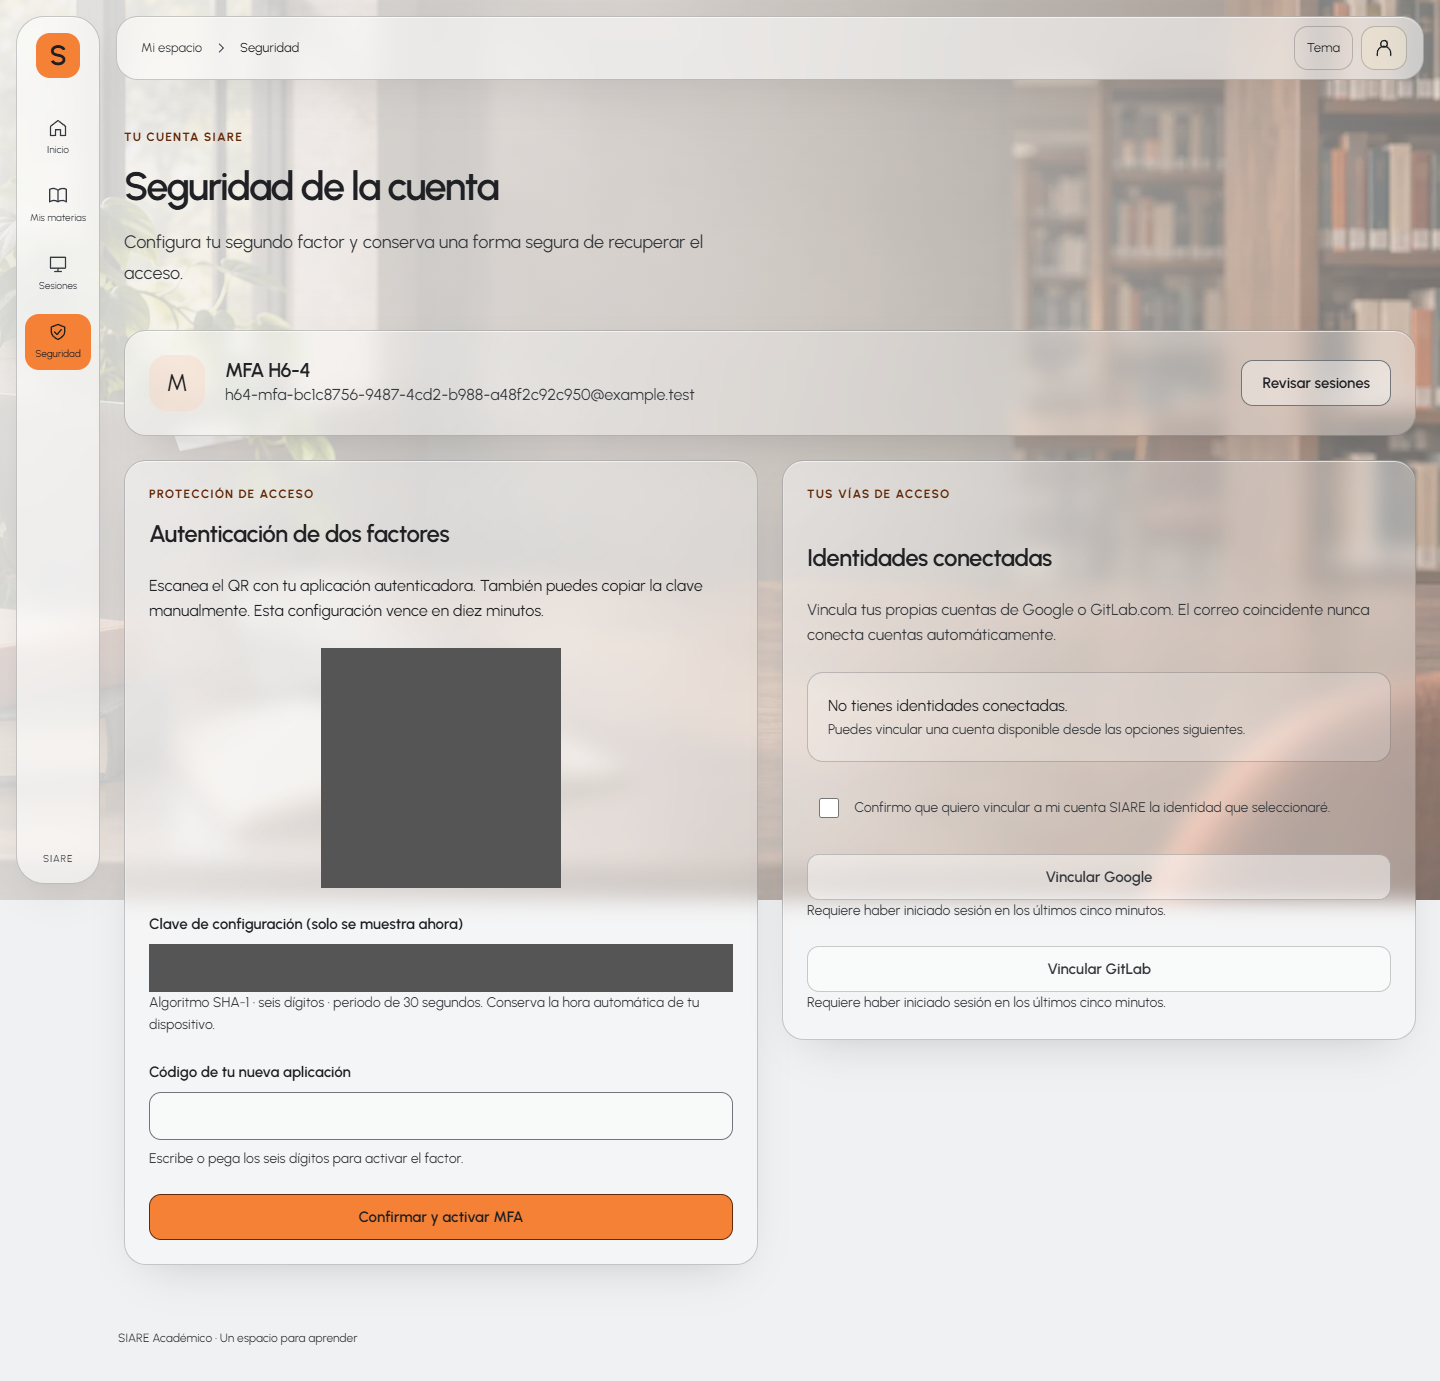 S
Inicio
Mis materias
Sesiones
Seguridad
SIARE
Mi espacio > Seguridad
Tema
TU CUENTA SIARE
Seguridad de la cuenta
Configura tu segundo factor y conserva una forma segura de recuperar el
acceso.
M
MFA H6-4
h64-mfa-bc1c8756-9487-4cd2-b988-a48f2c92c950@example.test
Revisar sesiones
PROTECCIÓN DE ACCESO
Autenticación de dos factores
Escanea el QR con tu aplicación autenticadora. También puedes copiar la clave
manualmente. Esta configuración vence en diez minutos.
Clave de configuración (solo se muestra ahora)
Algoritmo SHA-1 · seis dígitos · periodo de 30 segundos. Conserva la hora automática de tu
dispositivo.
Código de tu nueva aplicación
Escribe o pega los seis dígitos para activar el factor.
Confirmar y activar MFA
TUS VÍAS DE ACCESO
Identidades conectadas
Vincula tus propias cuentas de Google o GitLab.com. El correo coincidente nunca
conecta cuentas automáticamente.
No tienes identidades conectadas.
Puedes vincular una cuenta disponible desde las opciones siguientes.
Confirmo que quiero vincular a mi cuenta SIARE la identidad que seleccionaré.
Vincular Google
Requiere haber iniciado sesión en los últimos cinco minutos.
Vincular GitLab
Requiere haber iniciado sesión en los últimos cinco minutos.
SIARE Académico · Un espacio para aprender